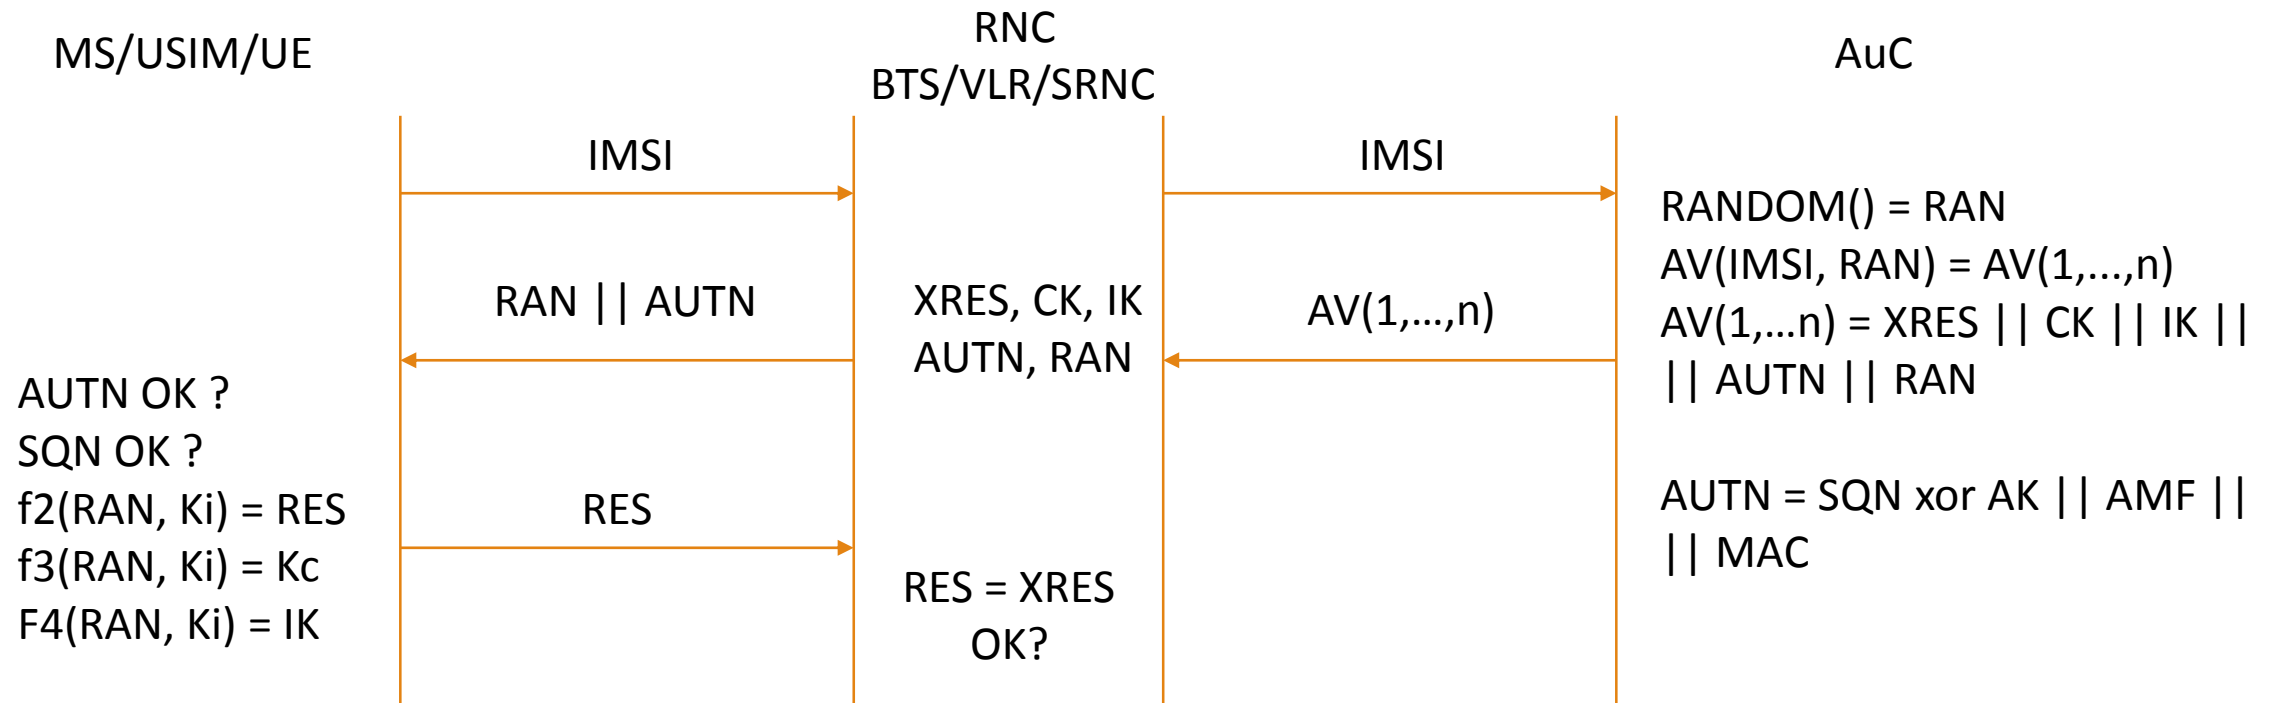 MS/USIM/UE
RNC
BTS/VLR/SRNC
AuC
IMSI
IMSI
RANDOM() = RAN
AV(IMSI, RAN) = AV(1,...,n)
AV(1,...n) = XRES || CK || IK ||
|| AUTN || RAN
RAN || AUTN
XRES, CK, IK
AUTN, RAN
AV(1,...,n)
AUTN OK ?
SQN OK ?
f2(RAN, Ki) = RES
f3(RAN, Ki) = Kc
F4(RAN, Ki) = IK
RES
RES = XRES
OK?
AUTN = SQN xor AK || AMF ||
|| MAC